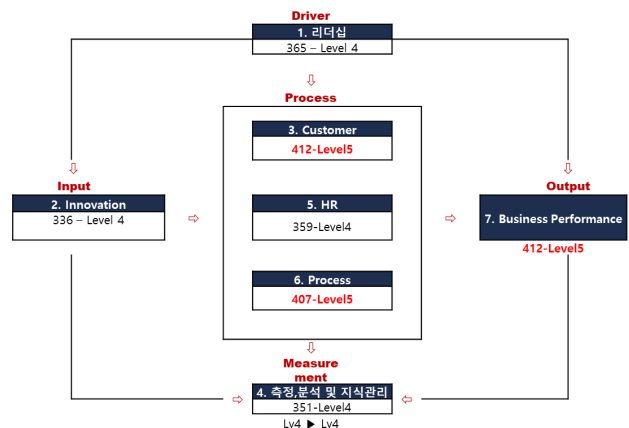 Driver
1. 리더십
365 – Level 4
Process
3. Customer
412-Level5
Input
2. Innovation
336 – Level 4
5. HR
359-Level4
Output
7. Business Performance
412-Level5
6. Process
407-Level5
Measure
ment
4. 측정,분석 및 지식관리
351-Level4
Lv4 ▶ Lv4